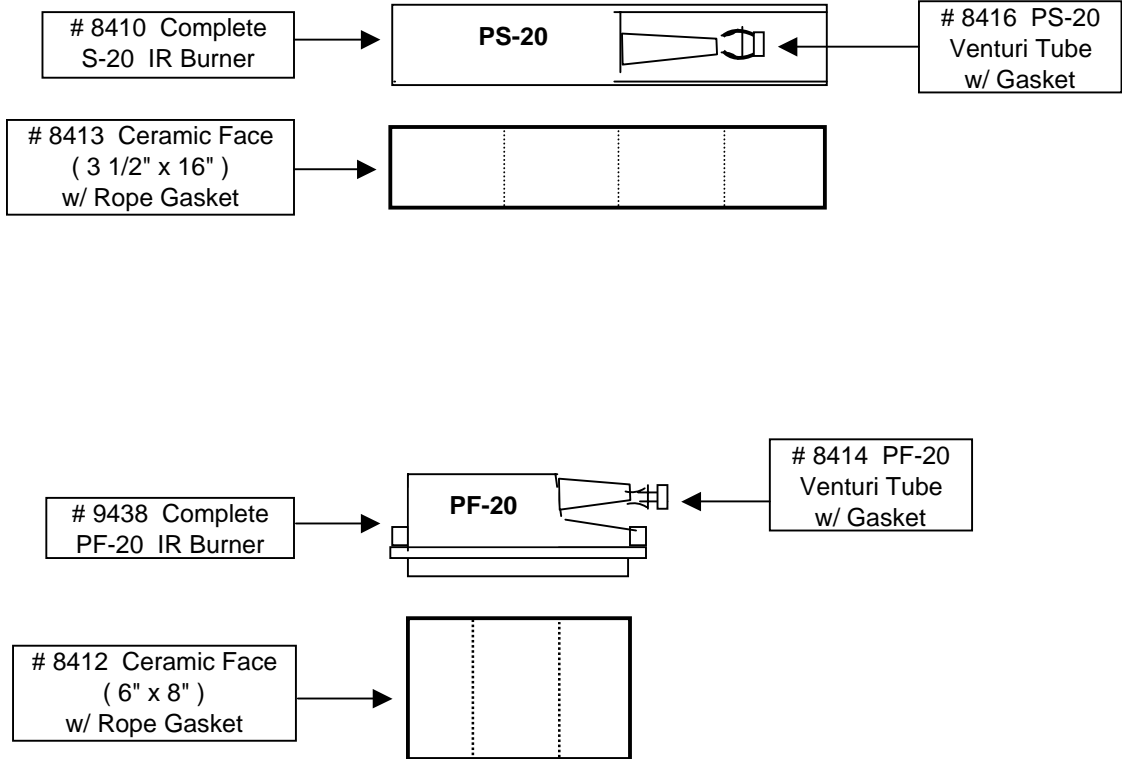 # 8410  Complete
S-20  IR Burner
PS-20
# 8416  PS-20
Venturi Tube
w/ Gasket
# 8413  Ceramic Face
( 3 1/2" x 16" )
w/ Rope Gasket
# 9438  Complete
PF-20  IR Burner
PF-20
# 8414  PF-20
Venturi Tube
w/ Gasket
# 8412  Ceramic Face
( 6" x 8" )
w/ Rope Gasket